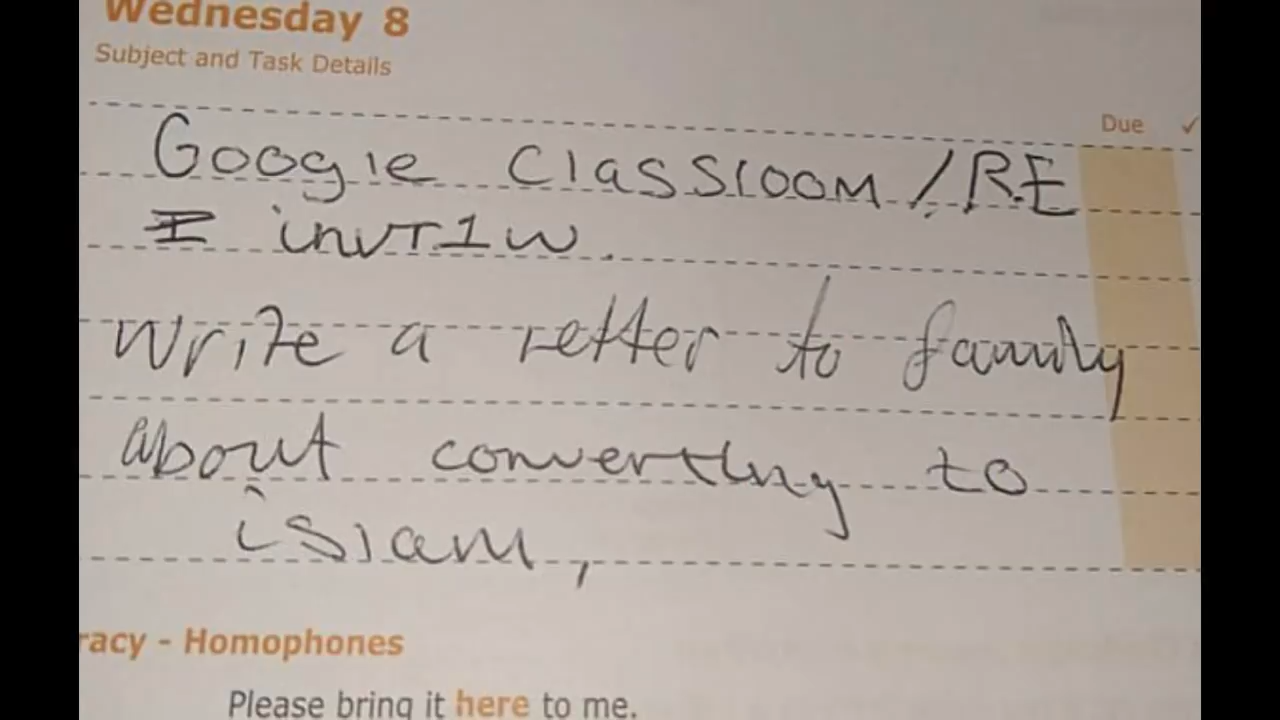 Wednesday 8
Subject and Task Details
Due ✓
Google Classroom/RE
I invT1w.
Write a letter to family
about converting to
islam,
racy - Homophones
Please bring it here to me.